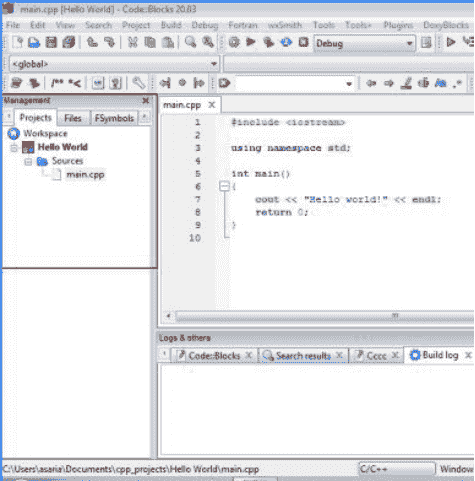 main.cpp [Hello World] - Code::Blocks 20.03
File Edit View Search Project Build Debug Fortran wxSmith Tools Tools+ Plugins DoxyBlocks
Debug
<global>
/** *<
Management
Projects Files FSymbols
Workspace
Hello World
Sources
main.cpp
main.cpp X
1 #include <iostream>
2
3 using namespace std;
4
5 int main()
6 {
7 cout << "Hello world!" << endl;
8 return 0;
9 }
10
Logs & others
Code::Blocks X Search results X Cccc X Build log X
C:\Users\asaria\Documents\cpp_projects\Hello World\main.cpp C/C++ Window